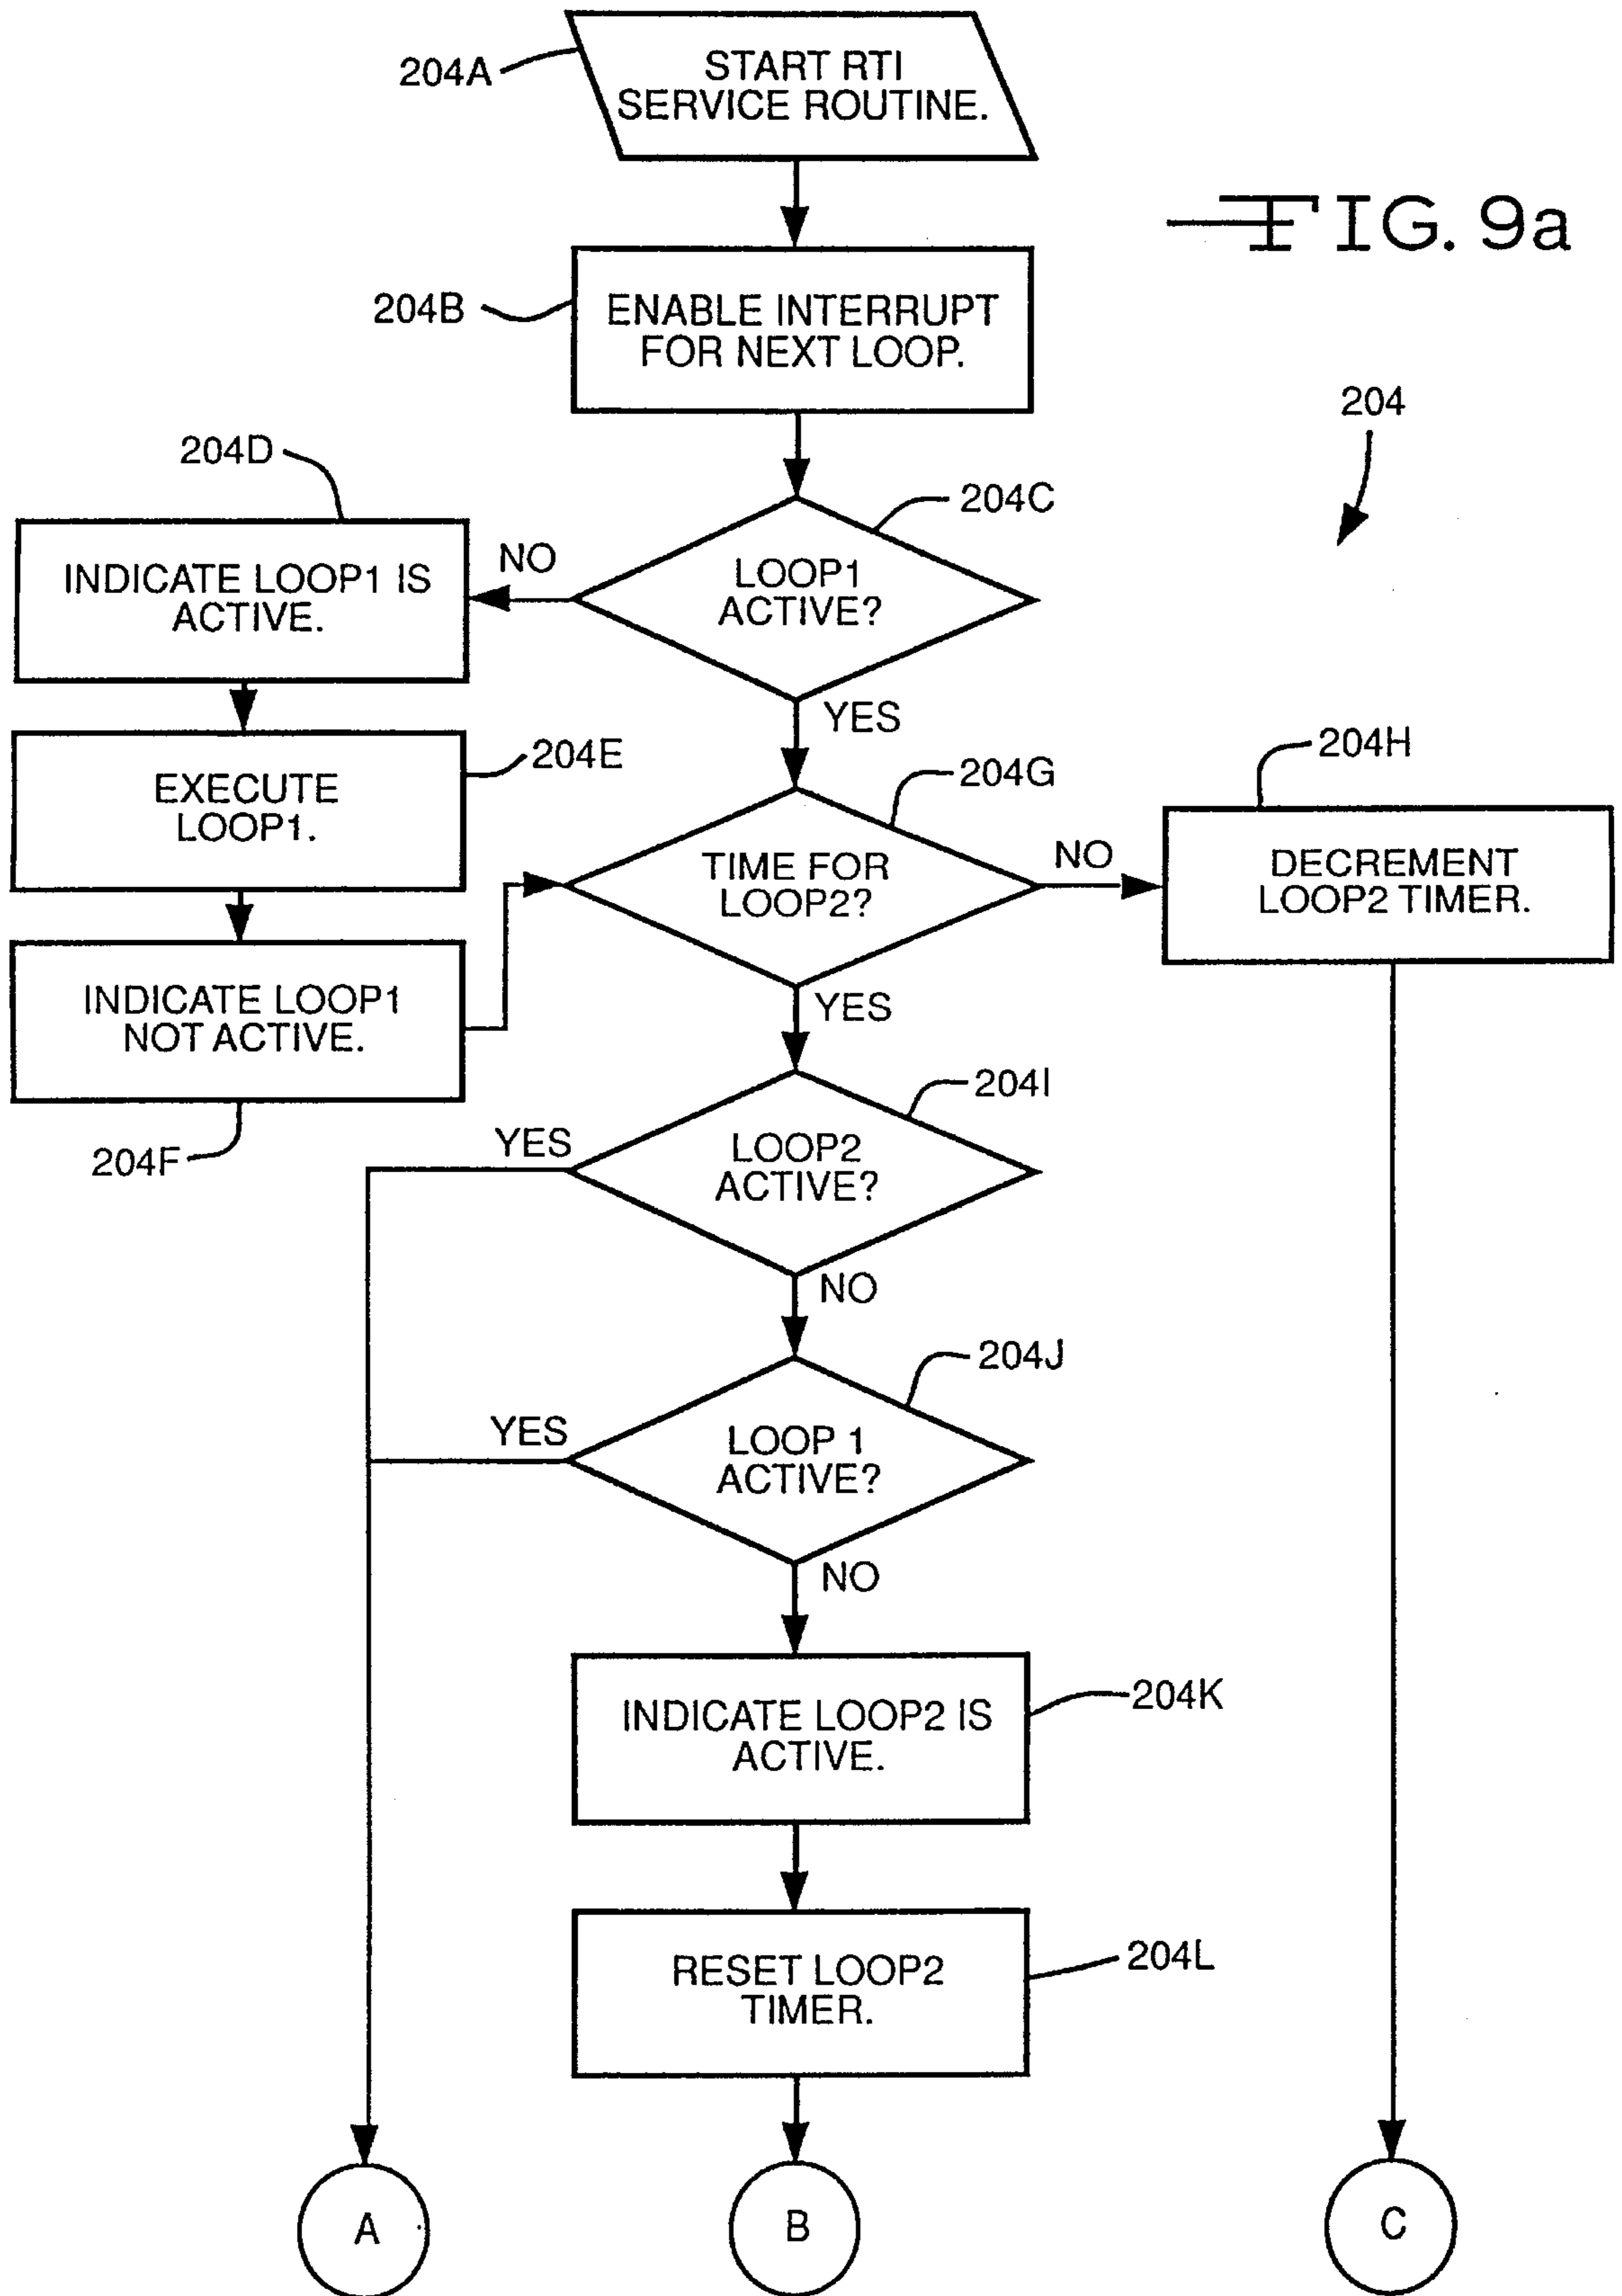 204A
START RTI
SERVICE ROUTINE.
FIG. 9a
204B
ENABLE INTERRUPT
FOR NEXT LOOP.
204
204D
204C
INDICATE LOOP1 IS
ACTIVE.
NO
LOOP1
ACTIVE?
YES
204E
EXECUTE
LOOP1.
204G
204H
TIME FOR
LOOP2?
NO
DECREMENT
LOOP2 TIMER.
INDICATE LOOP1
NOT ACTIVE.
YES
204F
204I
YES
LOOP2
ACTIVE?
NO
204J
YES
LOOP 1
ACTIVE?
NO
INDICATE LOOP2 IS
ACTIVE.
204K
RESET LOOP2
TIMER.
204L
A
B
C